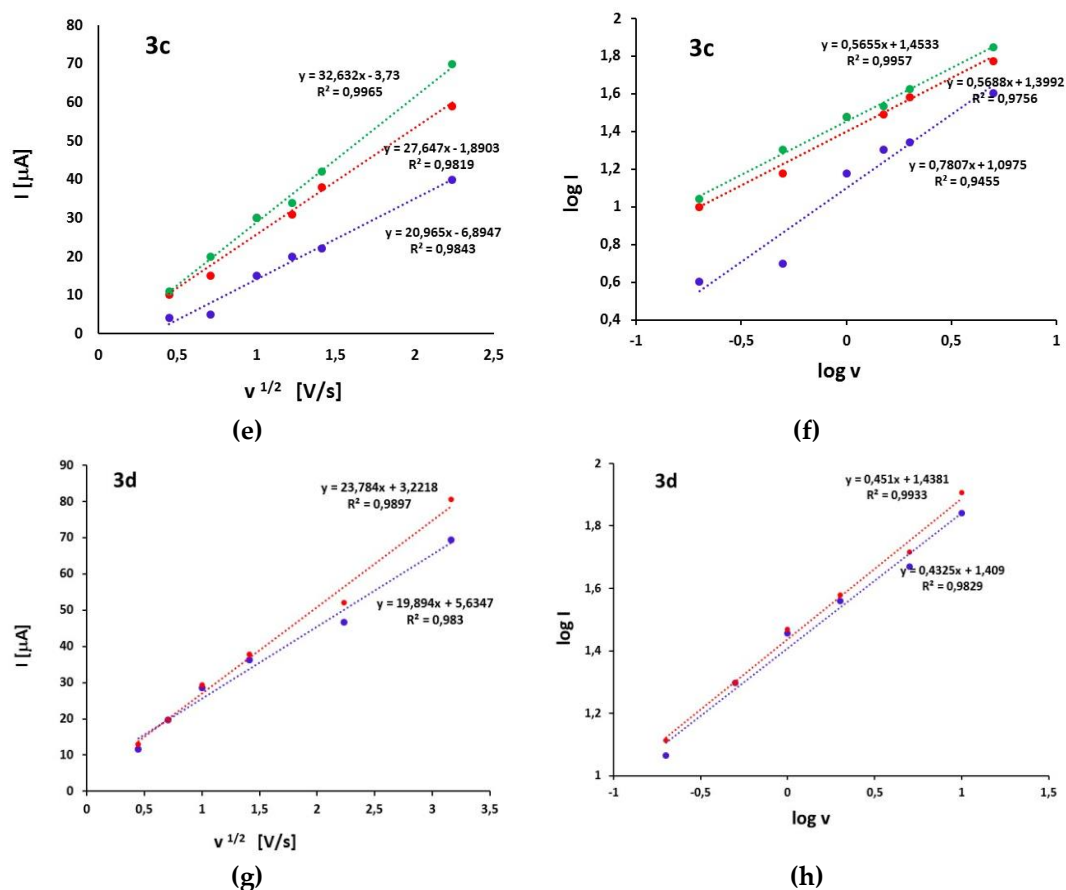 3c
y = 32,632x - 3,73
R² = 0,9965
y = 27,647x - 1,8903
R² = 0,9819
y = 20,965x - 6,8947
R² = 0,9843
I [µA]
80
70
60
50
40
30
20
10
0
0 0,5 1 1,5 2 2,5
v 1/2 [V/s]
(e)
3c
y = 0,5655x + 1,4533
R² = 0,9957
y = 0,5688x + 1,3992
R² = 0,9756
y = 0,7807x + 1,0975
R² = 0,9455
log I
2
1,8
1,6
1,4
1,2
1
0,8
0,6
0,4
-1 -0,5 0 0,5 1
log v
(f)
3d
y = 23,784x + 3,2218
R² = 0,9897
y = 19,894x + 5,6347
R² = 0,983
I [µA]
90
80
70
60
50
40
30
20
10
0
0 0,5 1 1,5 2 2,5 3 3,5
v 1/2 [V/s]
(g)
3d
y = 0,451x + 1,4381
R² = 0,9933
y = 0,4325x + 1,409
R² = 0,9829
log I
2
1,8
1,6
1,4
1,2
1
-1 -0,5 0 0,5 1 1,5
log v
(h)